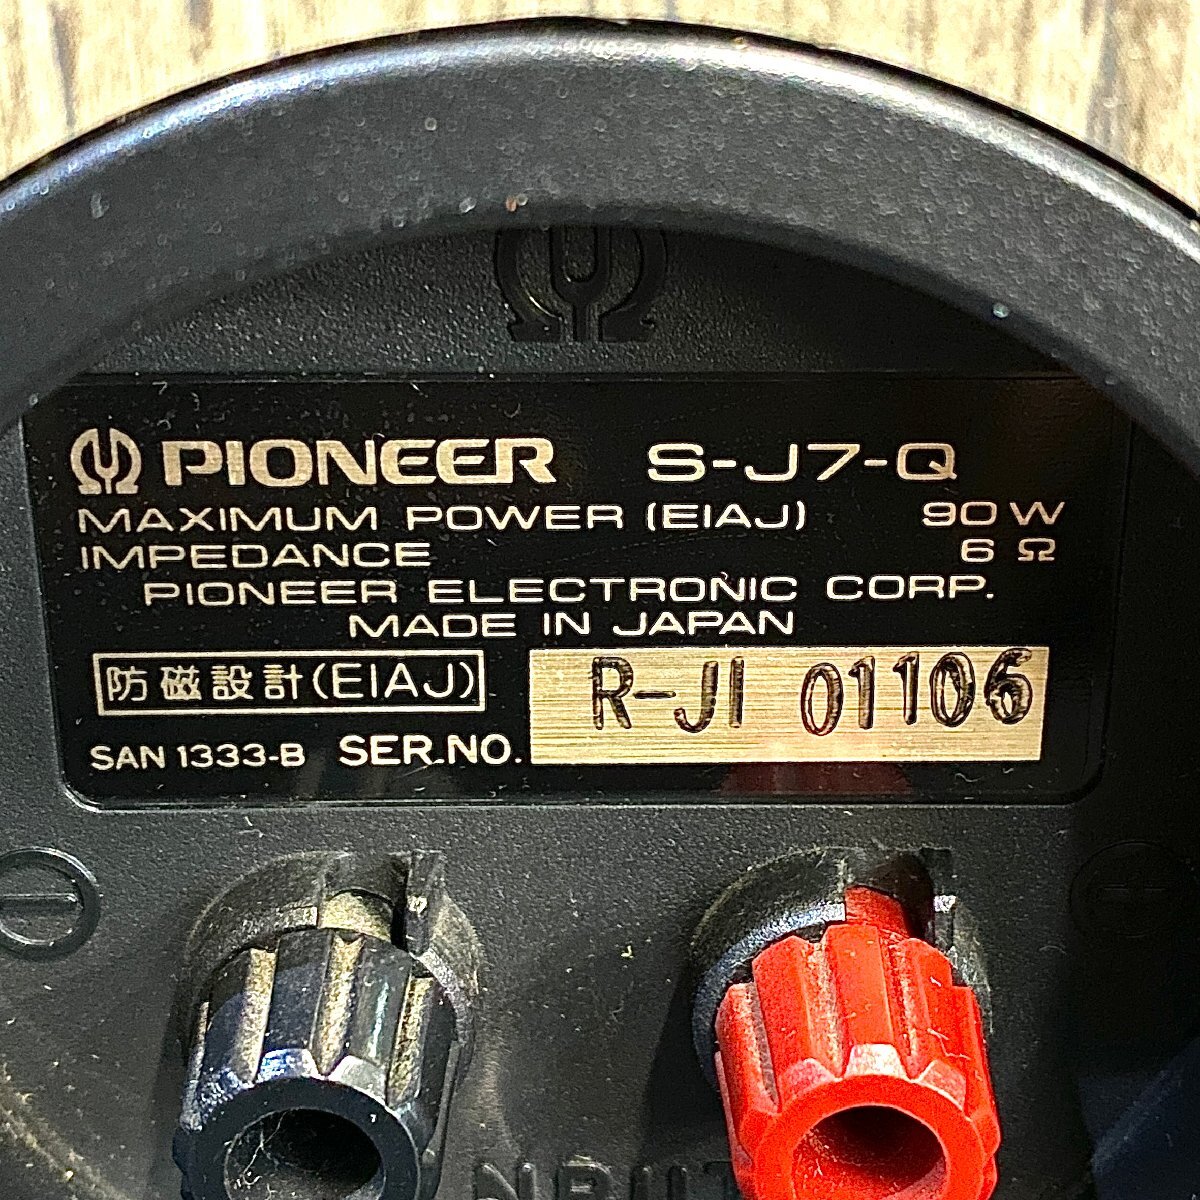 PIONEER S-J7-Q
MAXIMUM POWER (EIAJ) 90 W
IMPEDANCE 6 Ω
PIONEER ELECTRONIC CORP.
MADE IN JAPAN
防磁設計(EIAJ)
R-J1 01106
SAN 1333-B SER.NO.